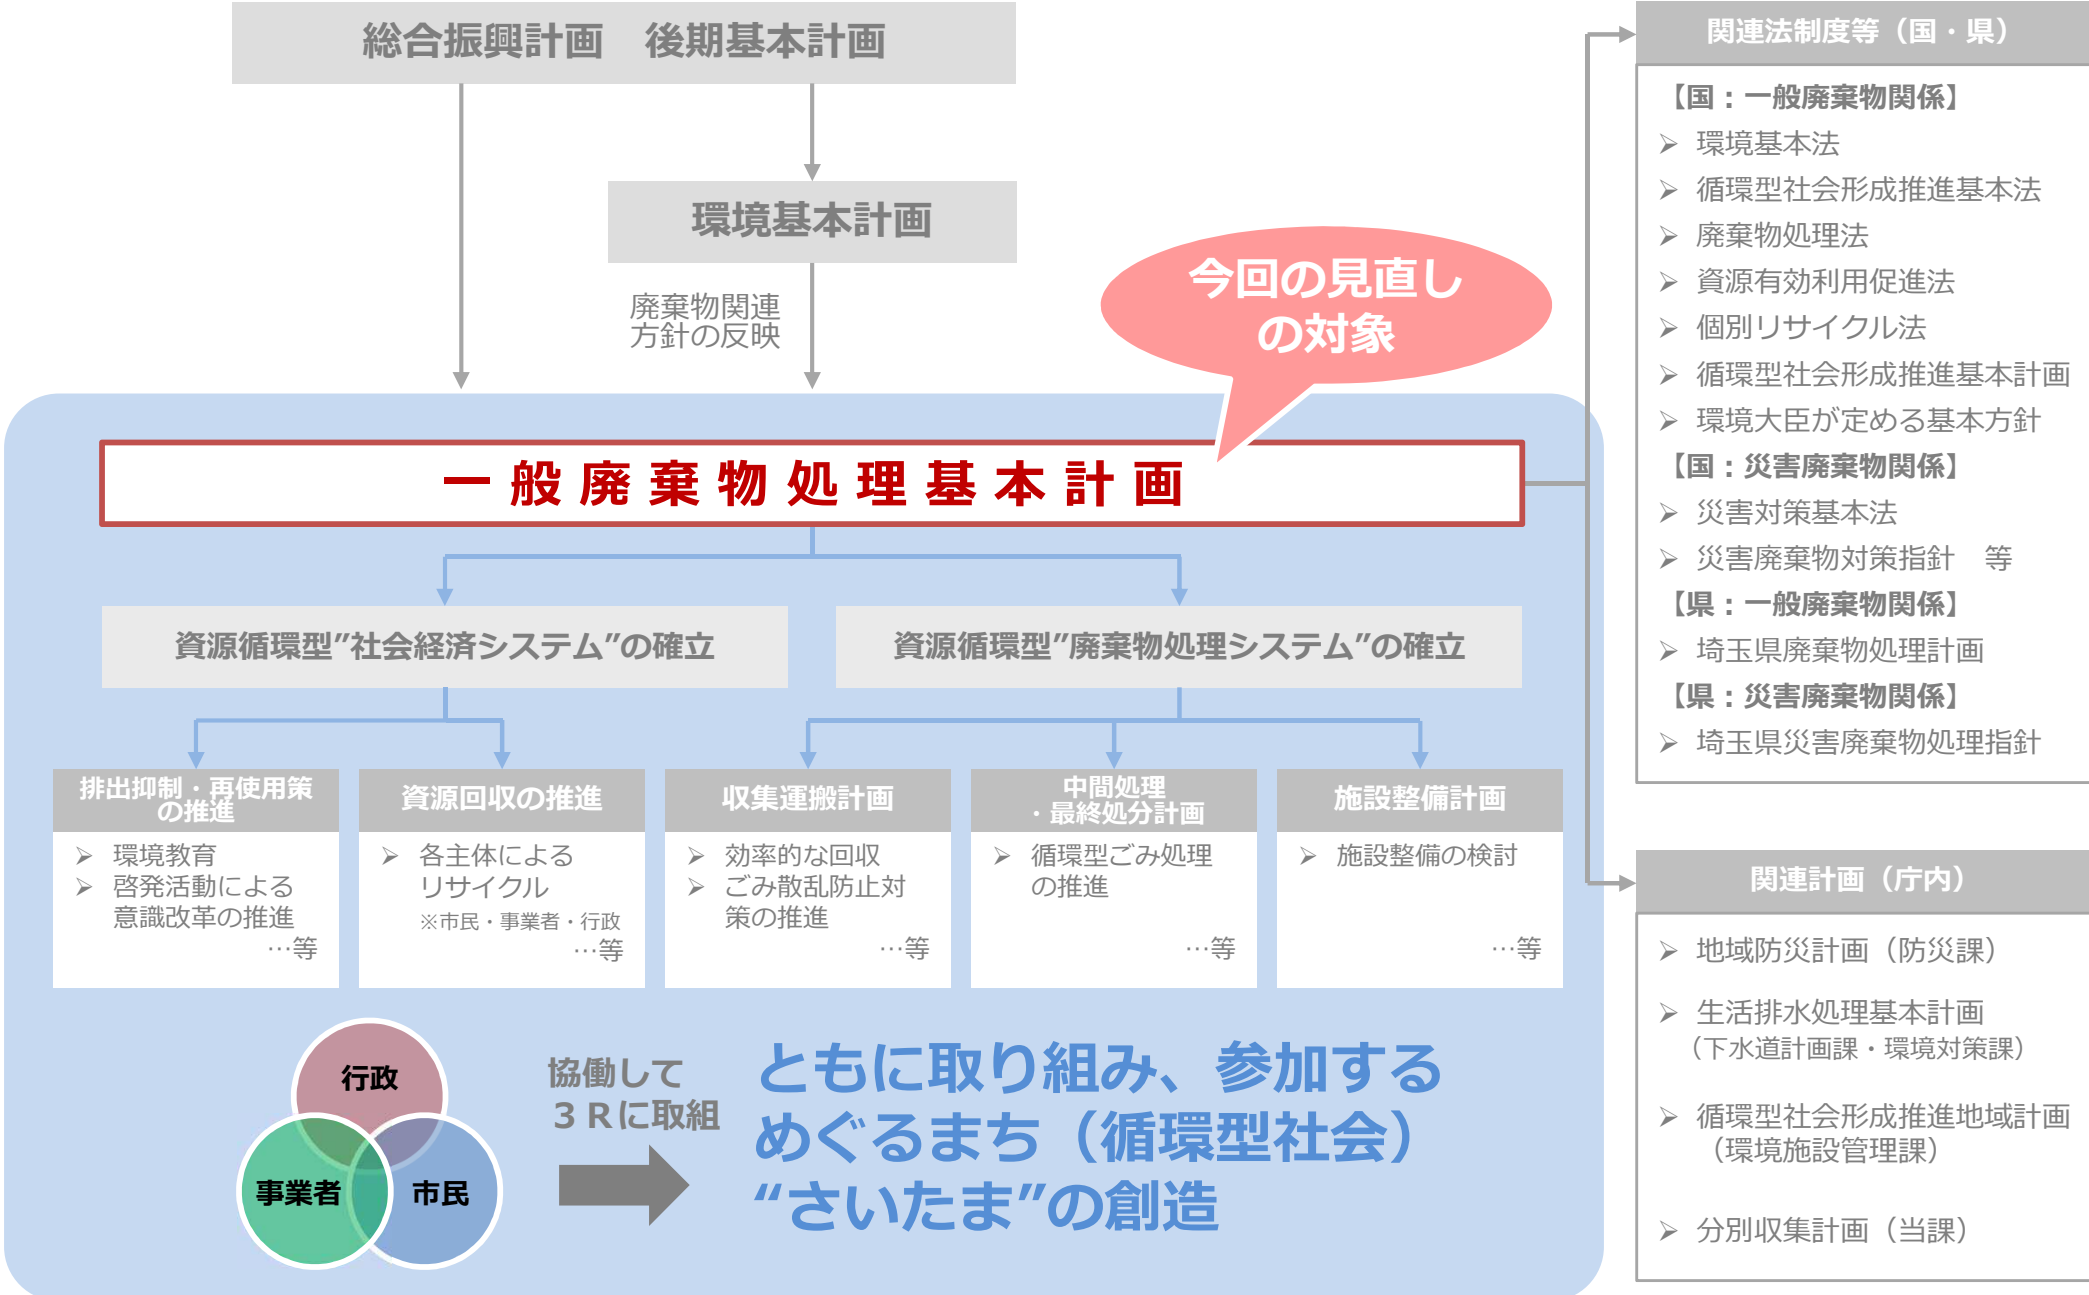 総合振興計画　後期基本計画
環境基本計画
廃棄物関連
方針の反映
今回の見直し
の対象
一般廃棄物処理基本計画
資源循環型”社会経済システム”の確立
資源循環型”廃棄物処理システム”の確立
排出抑制・再使用策
の推進
➢ 環境教育
➢ 啓発活動による
意識改革の推進
…等
資源回収の推進
➢ 各主体による
リサイクル
※市民・事業者・行政
…等
収集運搬計画
➢ 効率的な回収
➢ ごみ散乱防止対
策の推進
…等
中間処理
・最終処分計画
➢ 循環型ごみ処理
の推進
…等
施設整備計画
➢ 施設整備の検討
…等
行政
事業者
市民
協働して
３Ｒに取組
ともに取り組み、参加する
めぐるまち（循環型社会）
“さいたま”の創造
関連法制度等（国・県）
【国：一般廃棄物関係】
➢ 環境基本法
➢ 循環型社会形成推進基本法
➢ 廃棄物処理法
➢ 資源有効利用促進法
➢ 個別リサイクル法
➢ 循環型社会形成推進基本計画
➢ 環境大臣が定める基本方針
【国：災害廃棄物関係】
➢ 災害対策基本法
➢ 災害廃棄物対策指針　等
【県：一般廃棄物関係】
➢ 埼玉県廃棄物処理計画
【県：災害廃棄物関係】
➢ 埼玉県災害廃棄物処理指針
関連計画（庁内）
➢ 地域防災計画（防災課）
➢ 生活排水処理基本計画
（下水道計画課・環境対策課）
➢ 循環型社会形成推進地域計画
（環境施設管理課）
➢ 分別収集計画（当課）